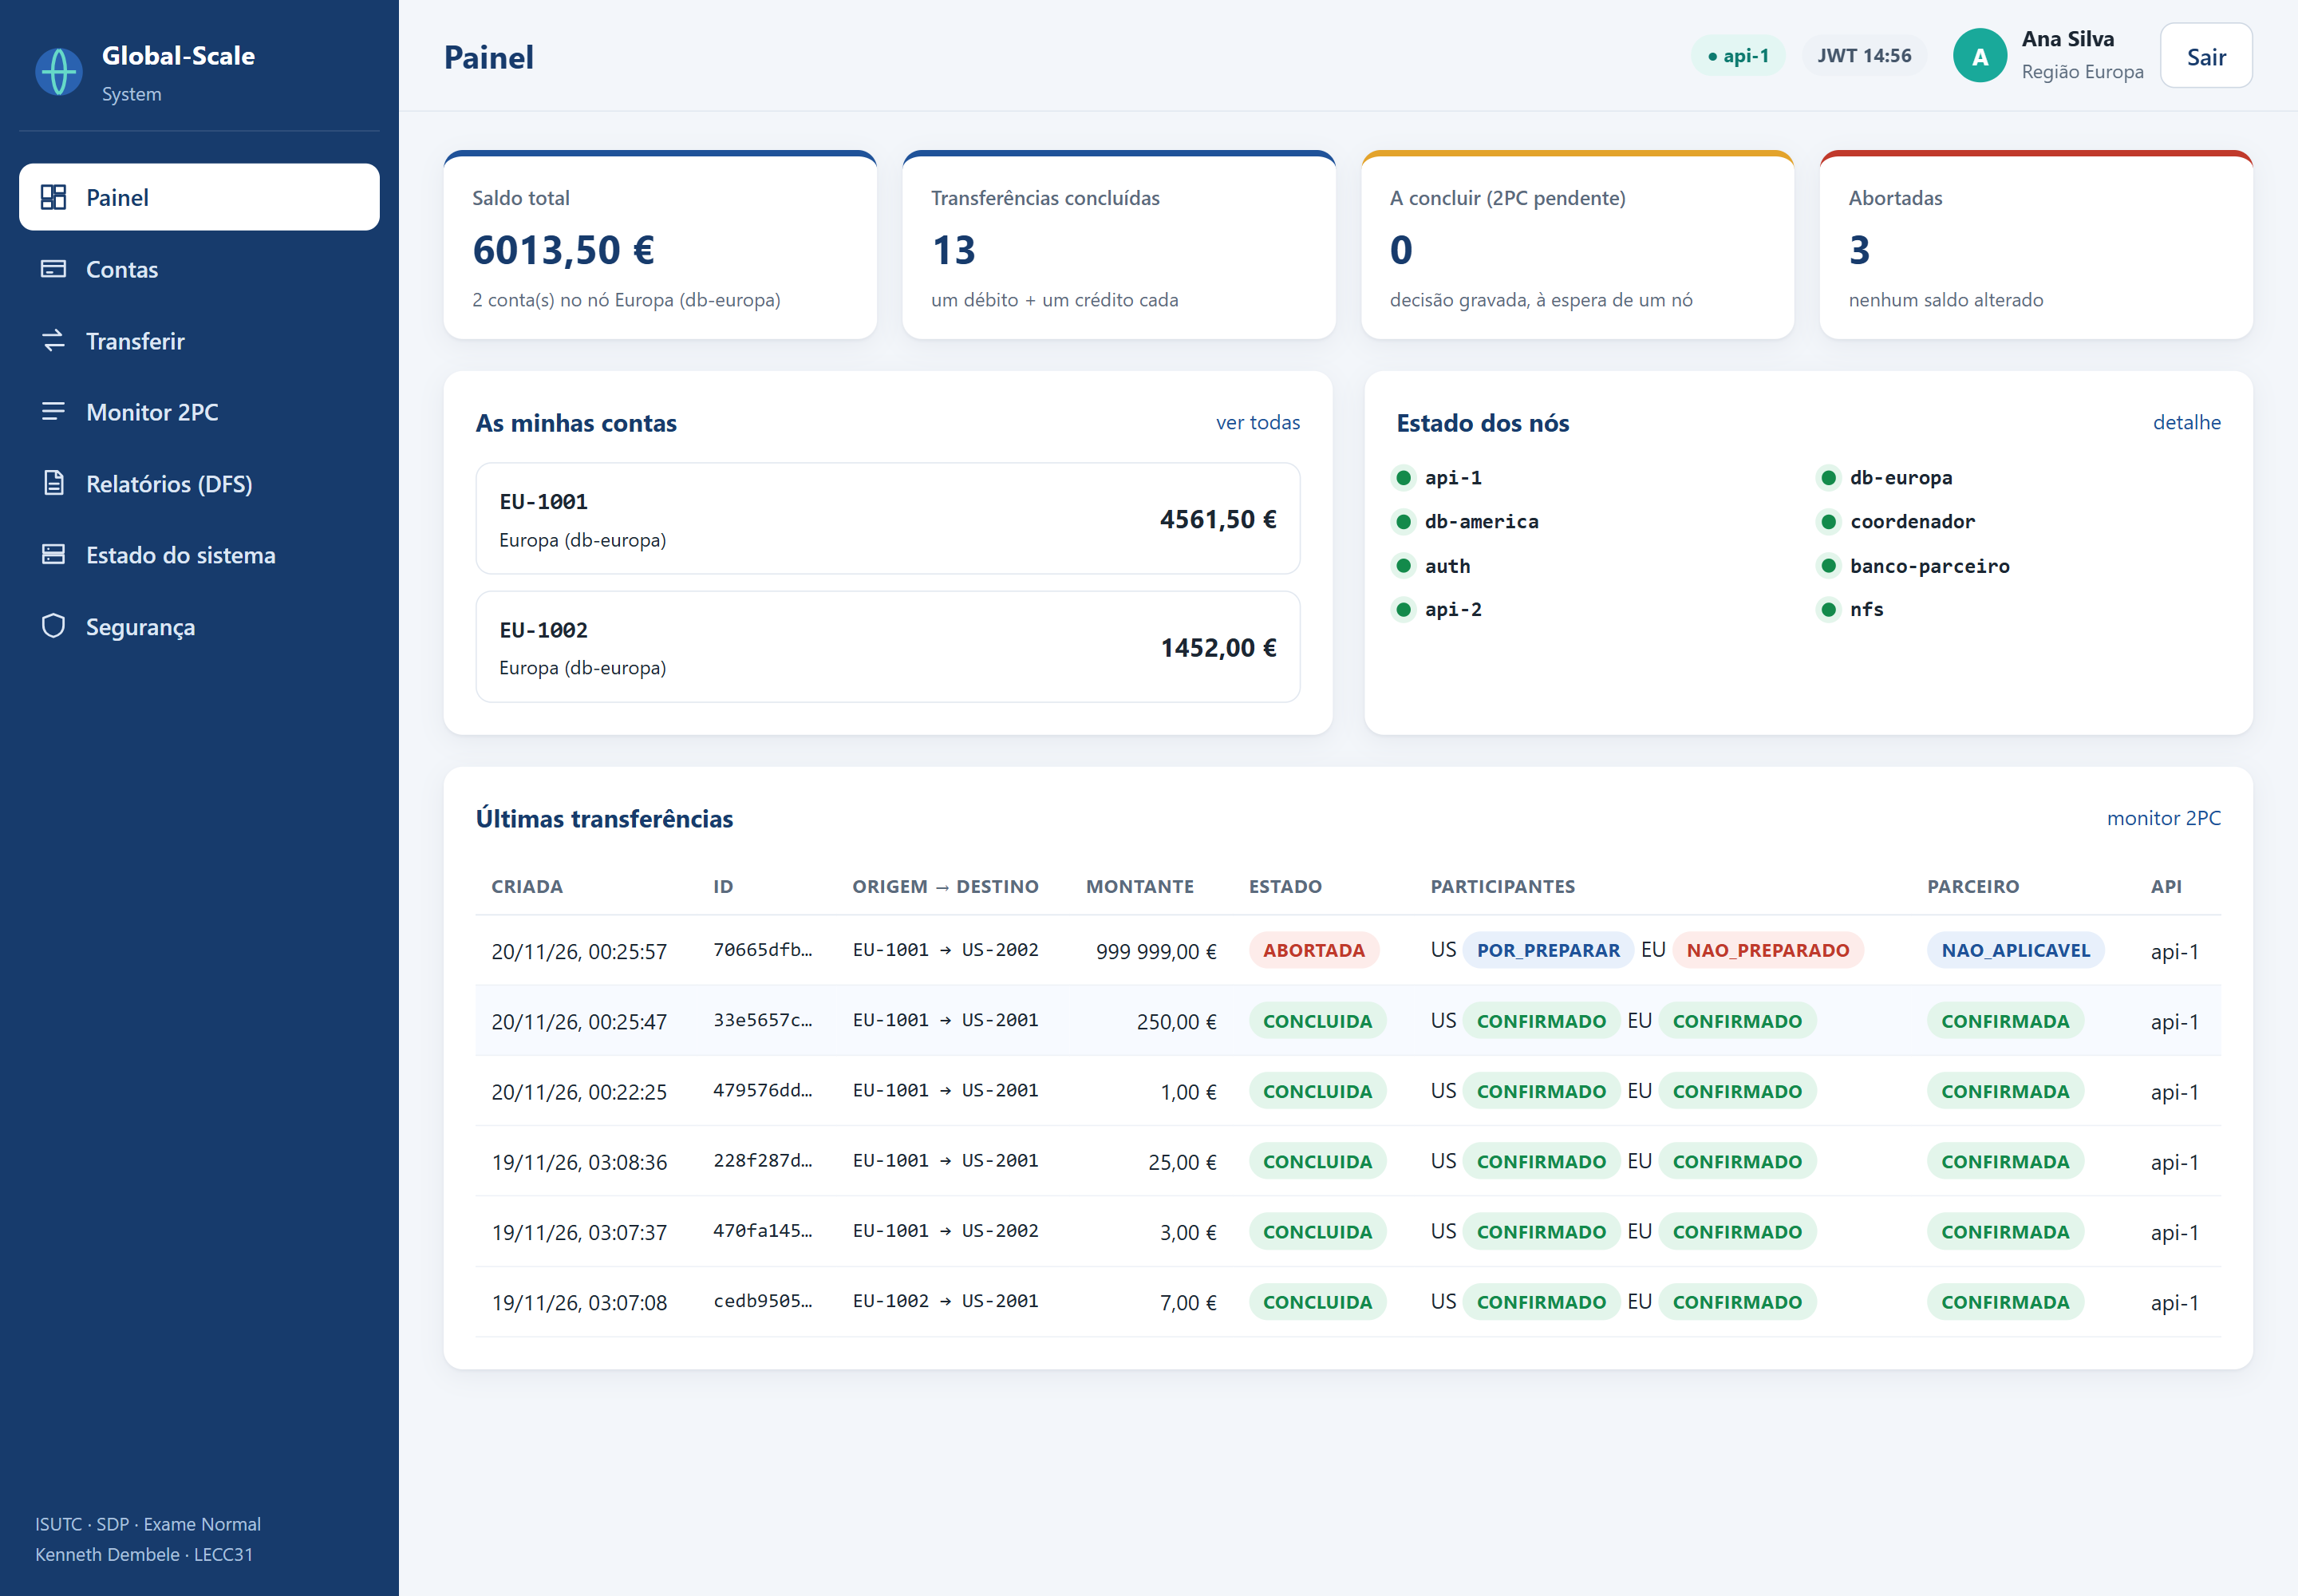 Global-Scale
System
Painel
Contas
Transferir
Monitor 2PC
Relatórios (DFS)
Estado do sistema
Segurança
ISUTC · SDP · Exame Normal
Kenneth Dembele · LECC31
Painel
● api-1
JWT 14:56
A
Ana Silva
Região Europa
Sair
Saldo total
6013,50 €
2 conta(s) no nó Europa (db-europa)
Transferências concluídas
13
um débito + um crédito cada
A concluir (2PC pendente)
0
decisão gravada, à espera de um nó
Abortadas
3
nenhum saldo alterado
As minhas contas
ver todas
EU-1001
Europa (db-europa)
4561,50 €
EU-1002
Europa (db-europa)
1452,00 €
Estado dos nós
detalhe
api-1
db-europa
db-america
coordenador
auth
banco-parceiro
api-2
nfs
Últimas transferências
monitor 2PC
CRIADA ID ORIGEM → DESTINO MONTANTE ESTADO PARTICIPANTES PARCEIRO API
20/11/26, 00:25:57 70665dfb… EU-1001 → US-2002 999 999,00 € ABORTADA US POR_PREPARAR EU NAO_PREPARADO NAO_APLICAVEL api-1
20/11/26, 00:25:47 33e5657c… EU-1001 → US-2001 250,00 € CONCLUIDA US CONFIRMADO EU CONFIRMADO CONFIRMADA api-1
20/11/26, 00:22:25 479576dd… EU-1001 → US-2001 1,00 € CONCLUIDA US CONFIRMADO EU CONFIRMADO CONFIRMADA api-1
19/11/26, 03:08:36 228f287d… EU-1001 → US-2001 25,00 € CONCLUIDA US CONFIRMADO EU CONFIRMADO CONFIRMADA api-1
19/11/26, 03:07:37 470fa145… EU-1001 → US-2002 3,00 € CONCLUIDA US CONFIRMADO EU CONFIRMADO CONFIRMADA api-1
19/11/26, 03:07:08 cedb9505… EU-1002 → US-2001 7,00 € CONCLUIDA US CONFIRMADO EU CONFIRMADO CONFIRMADA api-1